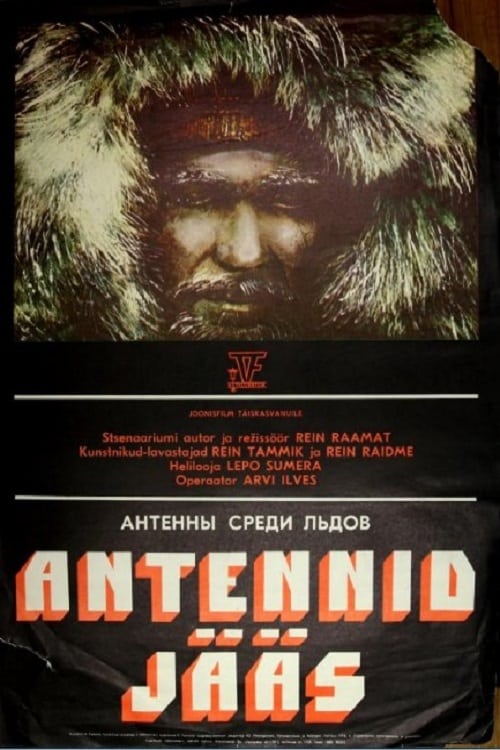 TF
JOONISFILM TÄISKASVANUILE
Stsenaariumi autor ja režissöör REIN RAAMAT
Kunstnikud-lavastajad REIN TAMMIK ja REIN RAIDME
Helilooja LEPO SUMERA
Operaator ARVI ILVES
АНТЕННЫ СРЕДИ ЛЬДОВ
ANTENNID
JÄÄS